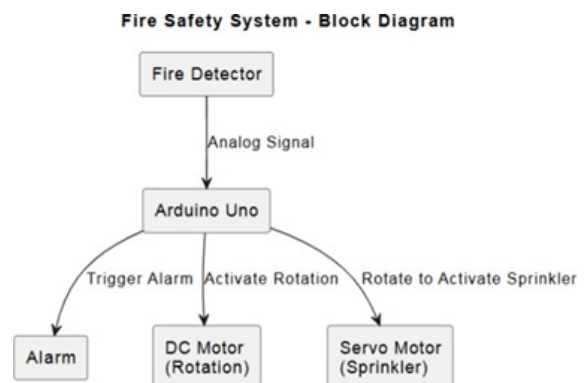 Fire Safety System - Block Diagram
Fire Detector
Analog Signal
Arduino Uno
Trigger Alarm
Activate Rotation
Rotate to Activate Sprinkler
Alarm
DC Motor
(Rotation)
Servo Motor
(Sprinkler)